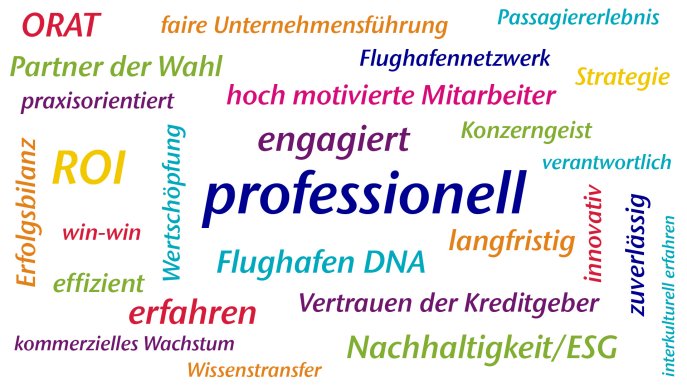 ORAT
faire Unternehmensführung
Passagiererlebnis
Partner der Wahl
Flughafennetzwerk
Strategie
praxisorientiert
hoch motivierte Mitarbeiter
engagiert
Konzerngeist
Erfolgsbilanz
ROI
Wertschöpfung
verantwortlich
professionell
win-win
langfristig
innovativ
zuverlässig
interkulturell erfahren
effizient
Flughafen DNA
erfahren
Vertrauen der Kreditgeber
kommerzielles Wachstum
Nachhaltigkeit/ESG
Wissenstransfer